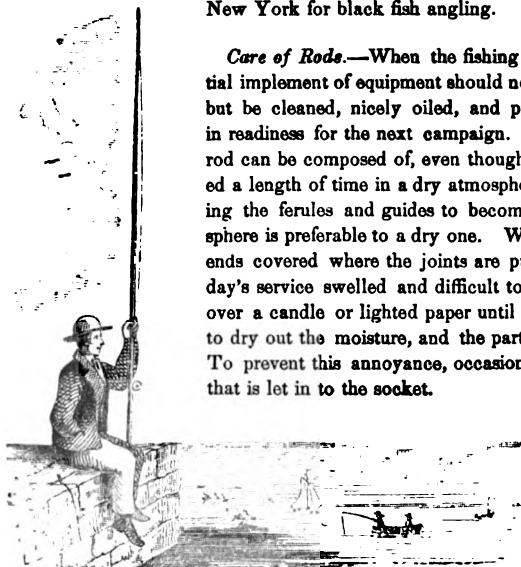 New York for black fish angling.
Care of Rods.—When the fishing
tial implement of equipment should n
but be cleaned, nicely oiled, and p
in readiness for the next campaign.
rod can be composed of, even though
ed a length of time in a dry atmosph
ing the ferules and guides to becom
sphere is preferable to a dry one. W
ends covered where the joints are p
day's service swelled and difficult to
over a candle or lighted paper until
to dry out the moisture, and the part
To prevent this annoyance, occasion
that is let in to the socket.